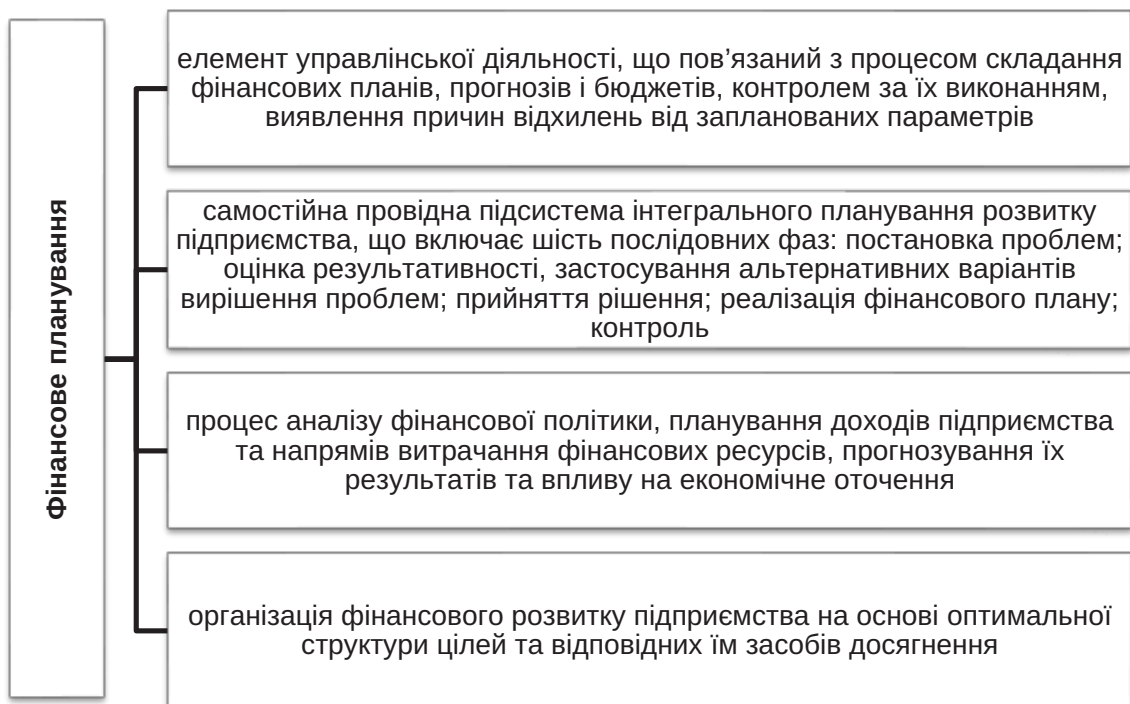 Фінансове планування
елемент управлінської діяльності, що пов’язаний з процесом складання
фінансових планів, прогнозів і бюджетів, контролем за їх виконанням,
виявлення причин відхилень від запланованих параметрів
самостійна провідна підсистема інтегрального планування розвитку
підприємства, що включає шість послідовних фаз: постановка проблем;
оцінка результативності, застосування альтернативних варіантів
вирішення проблем; прийняття рішення; реалізація фінансового плану;
контроль
процес аналізу фінансової політики, планування доходів підприємства
та напрямів витрачання фінансових ресурсів, прогнозування їх
результатів та впливу на економічне оточення
організація фінансового розвитку підприємства на основі оптимальної
структури цілей та відповідних їм засобів досягнення